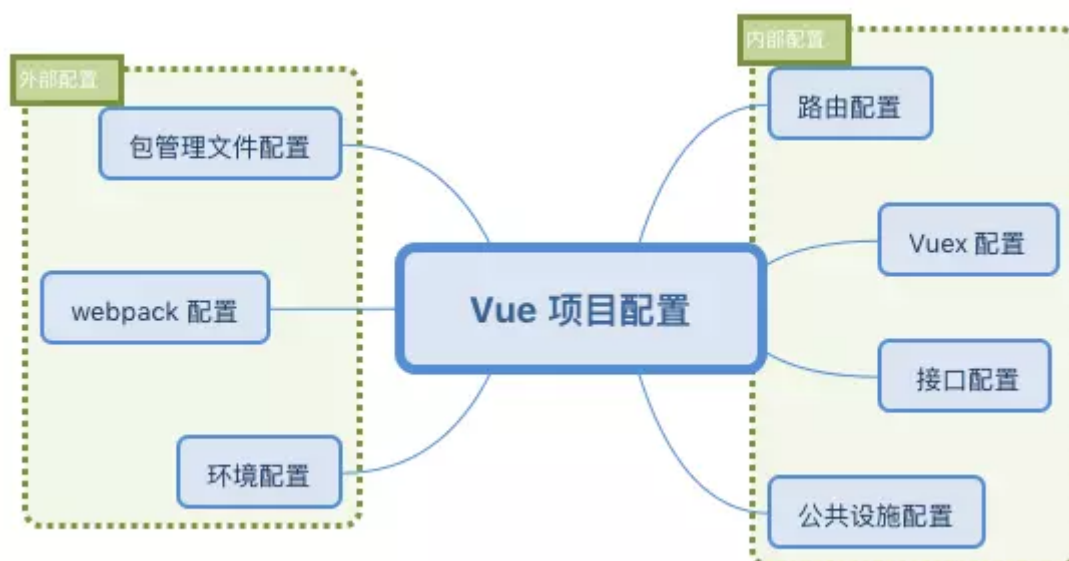 外部配置
包管理文件配置
webpack 配置
环境配置
Vue 项目配置
内部配置
路由配置
Vuex 配置
接口配置
公共设施配置